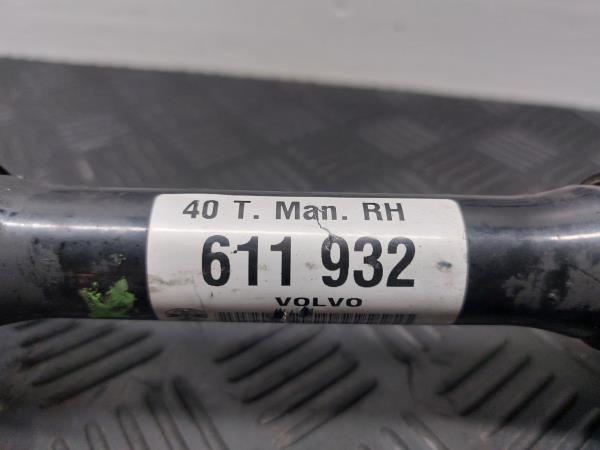 40 T. Man. RH
611 932
VOLVO